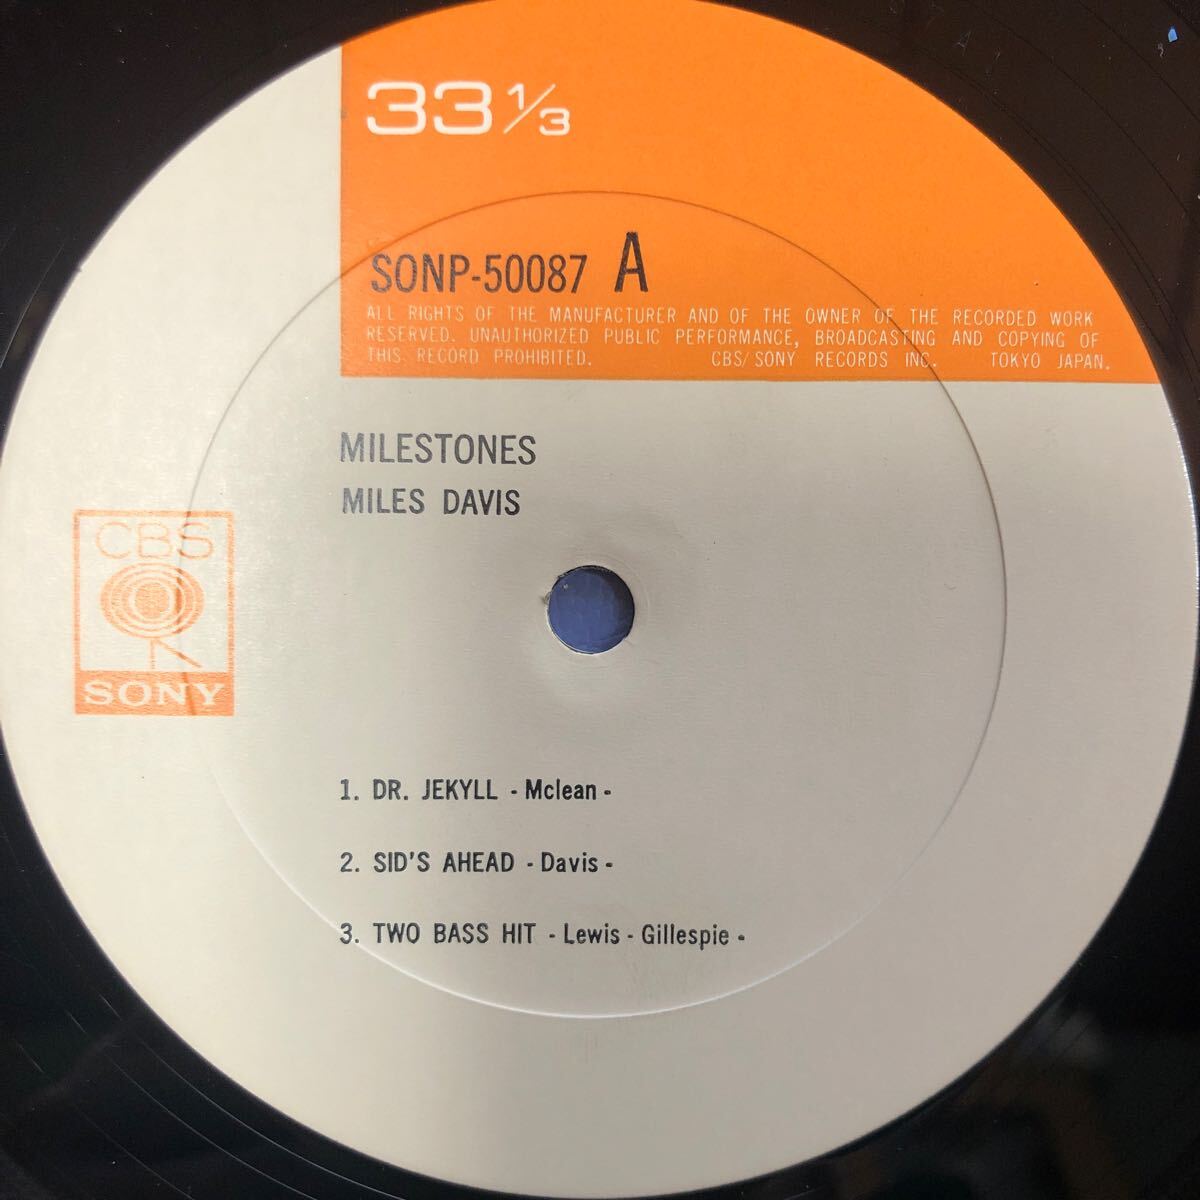 33 1/3
SONP-50087 A
ALL RIGHTS OF THE MANUFACTURER AND OF THE OWNER OF THE RECORDED WORK
RESERVED. UNAUTHORIZED PUBLIC PERFORMANCE, BROADCASTING AND COPYING OF
THIS RECORD PROHIBITED. CBS/SONY RECORDS INC. TOKYO JAPAN.
MILESTONES
MILES DAVIS
CBS
SONY
1. DR. JEKYLL - Mclean -
2. SID'S AHEAD - Davis -
3. TWO BASS HIT - Lewis - Gillespie -